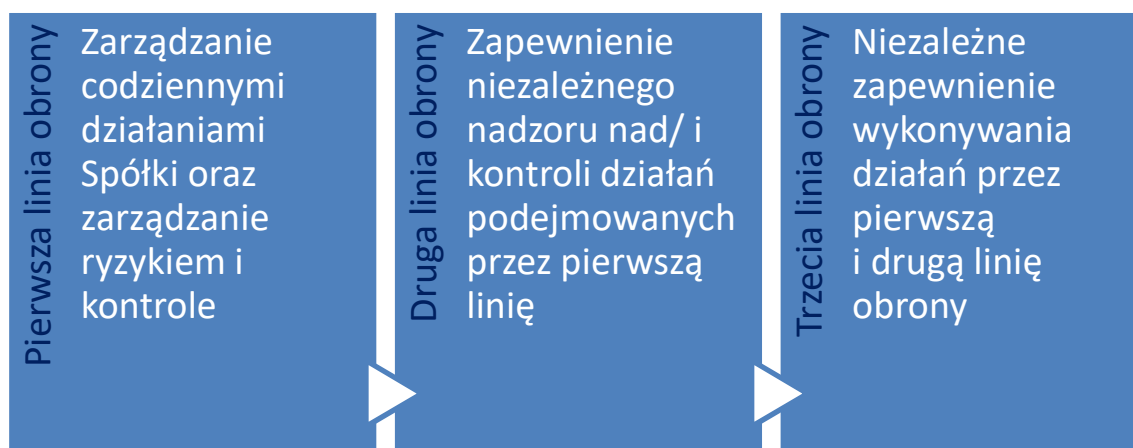 Pierwsza linia obrony
Zarządzanie
codziennymi
działaniami
Spółki oraz
zarządzanie
ryzykiem i
kontrole
Druga linia obrony
Zapewnienie
niezależnego
nadzoru nad/ i
kontroli działań
podejmowanych
przez pierwszą
linię
Trzecia linia obrony
Niezależne
zapewnienie
wykonywania
działań przez
pierwszą
i drugą linię
obrony